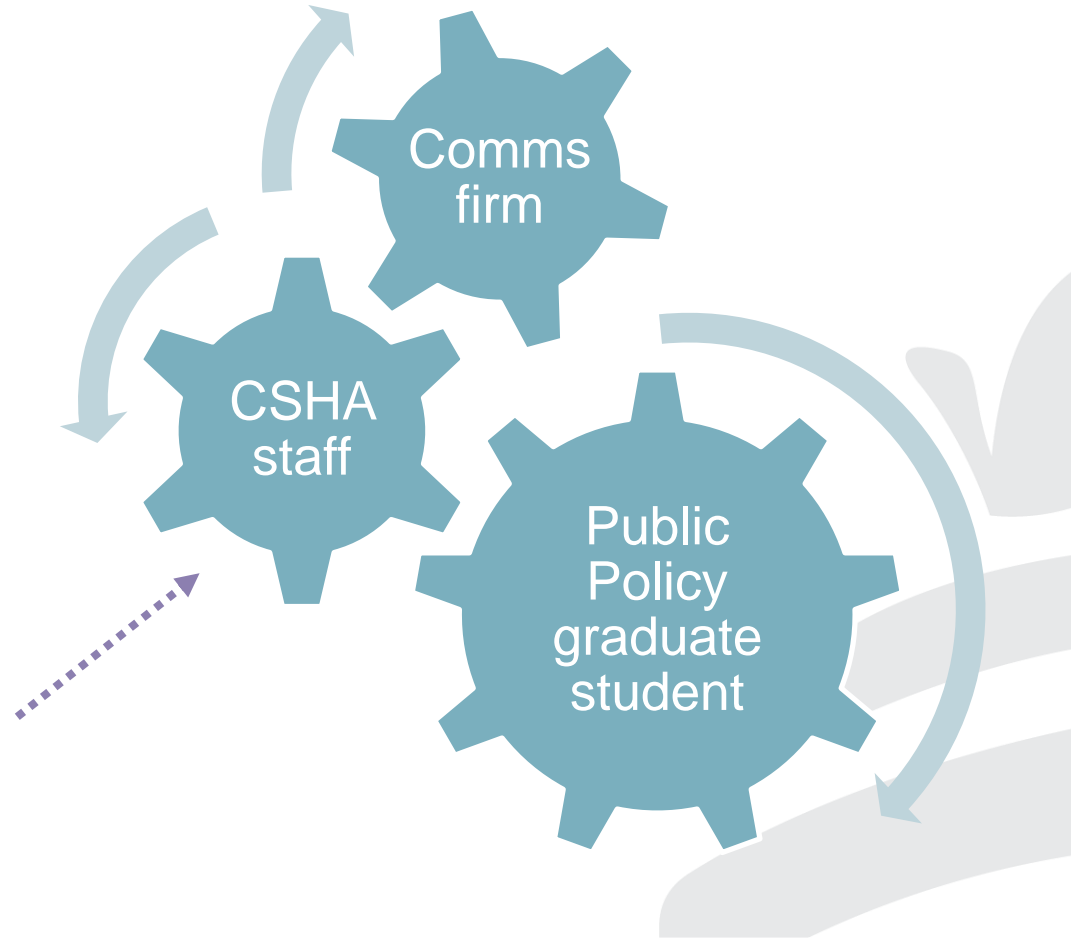 Comms
firm
CSHA
staff
Public
Policy
graduate
student